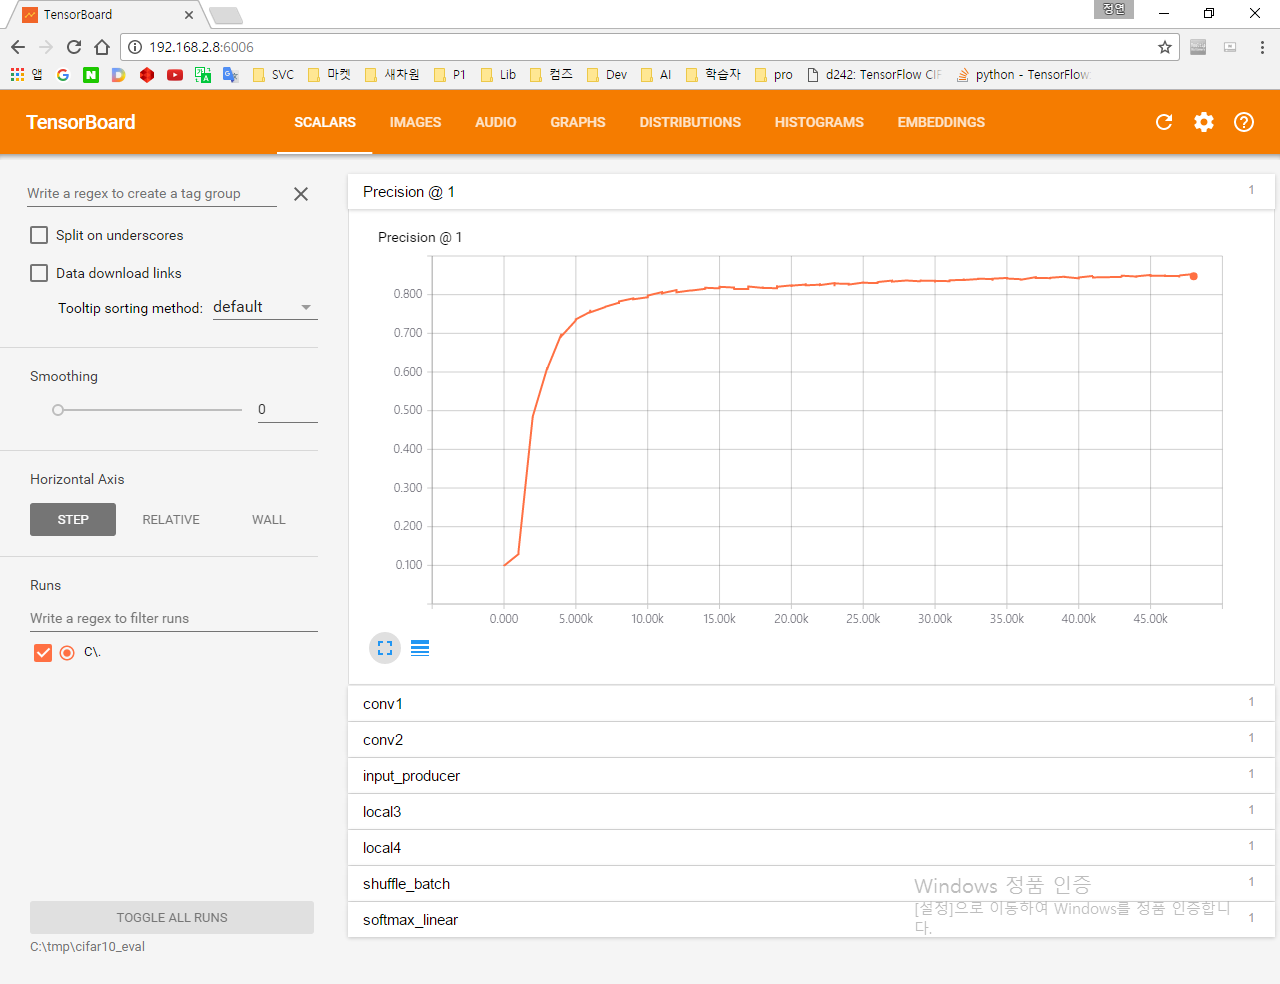 TensorBoard
정연
192.168.2.8:6006
앱 SVC 마켓 새차원 P1 Lib 컴즈 Dev AI 학습자 pro d242: TensorFlow CIF python - TensorFlow
TensorBoard SCALARS IMAGES AUDIO GRAPHS DISTRIBUTIONS HISTOGRAMS EMBEDDINGS
Write a regex to create a tag group
Split on underscores
Data download links
Tooltip sorting method: default
Smoothing
0
Horizontal Axis
STEP RELATIVE WALL
Runs
Write a regex to filter runs
C\.
TOGGLE ALL RUNS
C:\tmp\cifar10_eval
Precision @ 1 1
Precision @ 1
0.800
0.700
0.600
0.500
0.400
0.300
0.200
0.100
0.000 5.000k 10.00k 15.00k 20.00k 25.00k 30.00k 35.00k 40.00k 45.00k
conv1 1
conv2 1
input_producer 1
local3 1
local4 1
shuffle_batch 1
softmax_linear 1
Windows 정품 인증
[설정]으로 이동하여 Windows를 정품 인증합니
다.